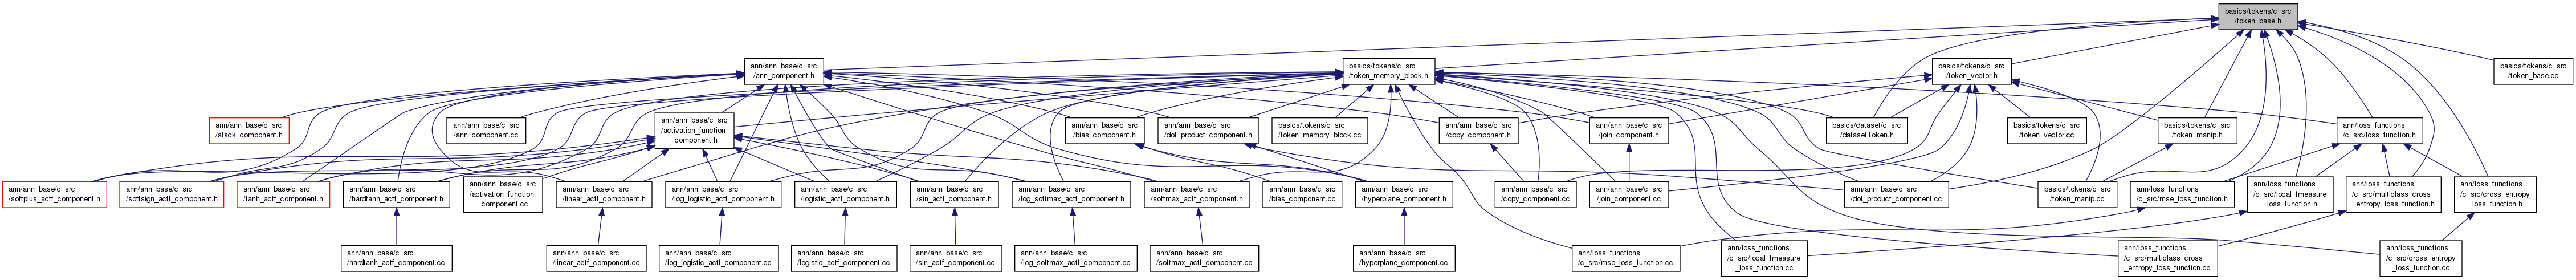 basics/tokens/c_src
/token_base.h
ann/ann_base/c_src
/ann_component.h
basics/tokens/c_src
/token_memory_block.h
basics/tokens/c_src
/token_vector.h
basics/tokens/c_src
/token_base.cc
ann/ann_base/c_src
/stack_component.h
ann/ann_base/c_src
/ann_component.cc
ann/ann_base/c_src
/activation_function
_component.h
ann/ann_base/c_src
/bias_component.h
ann/ann_base/c_src
/dot_product_component.h
basics/tokens/c_src
/token_memory_block.cc
ann/ann_base/c_src
/copy_component.h
ann/ann_base/c_src
/join_component.h
basics/dataset/c_src
/datasetToken.h
basics/tokens/c_src
/token_vector.cc
basics/tokens/c_src
/token_manip.h
ann/loss_functions
/c_src/loss_function.h
ann/ann_base/c_src
/softplus_actf_component.h
ann/ann_base/c_src
/softsign_actf_component.h
ann/ann_base/c_src
/tanh_actf_component.h
ann/ann_base/c_src
/hardtanh_actf_component.h
ann/ann_base/c_src
/activation_function
_component.cc
ann/ann_base/c_src
/linear_actf_component.h
ann/ann_base/c_src
/log_logistic_actf_component.h
ann/ann_base/c_src
/logistic_actf_component.h
ann/ann_base/c_src
/sin_actf_component.h
ann/ann_base/c_src
/log_softmax_actf_component.h
ann/ann_base/c_src
/softmax_actf_component.h
ann/ann_base/c_src
/bias_component.cc
ann/ann_base/c_src
/hyperplane_component.h
ann/ann_base/c_src
/copy_component.cc
ann/ann_base/c_src
/join_component.cc
ann/ann_base/c_src
/dot_product_component.cc
basics/tokens/c_src
/token_manip.cc
ann/loss_functions
/c_src/mse_loss_function.h
ann/loss_functions
/c_src/local_fmeasure
_loss_function.h
ann/loss_functions
/c_src/multiclass_cross
_entropy_loss_function.h
ann/loss_functions
/c_src/cross_entropy
_loss_function.h
ann/ann_base/c_src
/hardtanh_actf_component.cc
ann/ann_base/c_src
/linear_actf_component.cc
ann/ann_base/c_src
/log_logistic_actf_component.cc
ann/ann_base/c_src
/logistic_actf_component.cc
ann/ann_base/c_src
/sin_actf_component.cc
ann/ann_base/c_src
/log_softmax_actf_component.cc
ann/ann_base/c_src
/softmax_actf_component.cc
ann/ann_base/c_src
/hyperplane_component.cc
ann/loss_functions
/c_src/mse_loss_function.cc
ann/loss_functions
/c_src/local_fmeasure
_loss_function.cc
ann/loss_functions
/c_src/multiclass_cross
_entropy_loss_function.cc
ann/loss_functions
/c_src/cross_entropy
_loss_function.cc